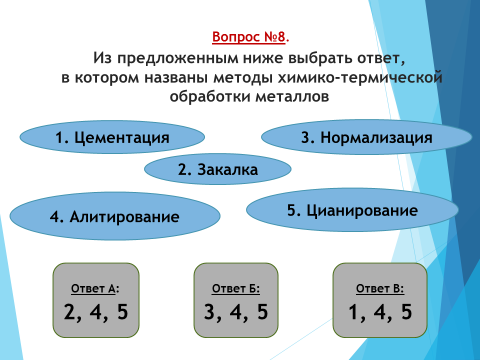 Вопрос №8.
Из предложенным ниже выбрать ответ,
в котором названы методы химико-термической
обработки металлов
1. Цементация
3. Нормализация
2. Закалка
4. Алитирование
5. Цианирование
Ответ А:
2, 4, 5
Ответ Б:
3, 4, 5
Ответ В:
1, 4, 5